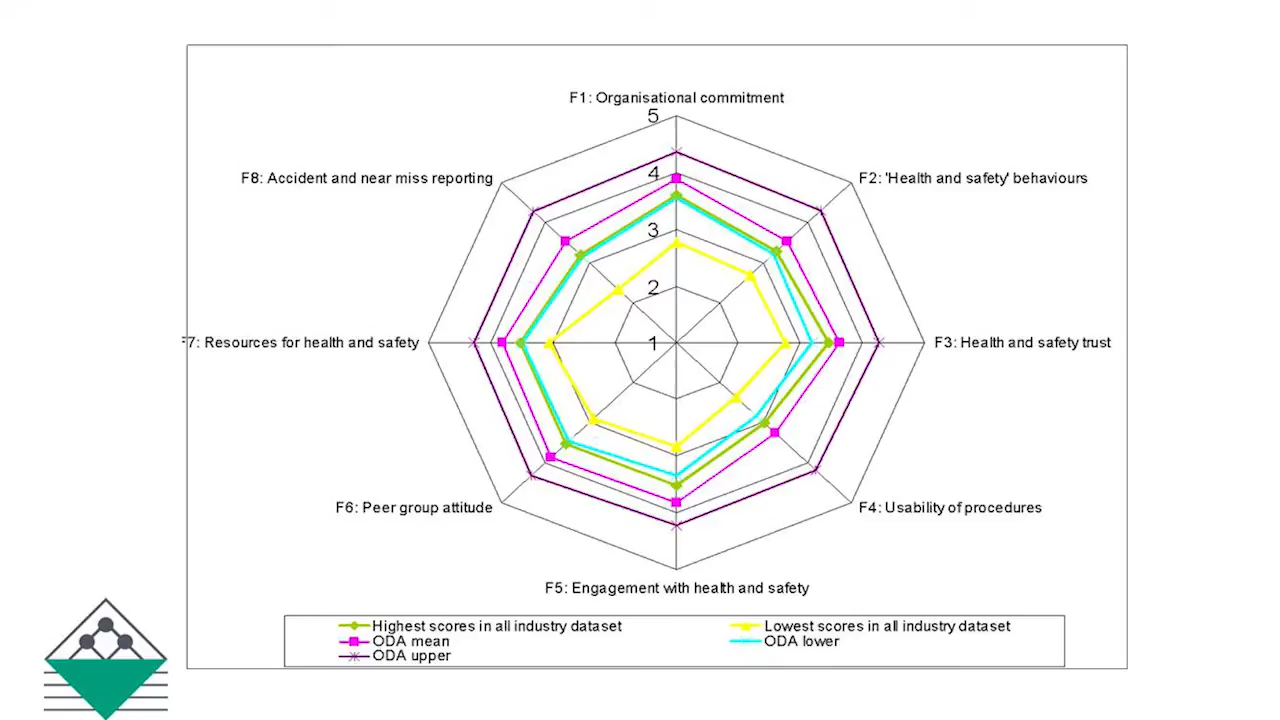 F1: Organisational commitment
5
F8: Accident and near miss reporting
4
F2: 'Health and safety' behaviours
3
2
F7: Resources for health and safety
1
F3: Health and safety trust
F6: Peer group attitude
F4: Usability of procedures
F5: Engagement with health and safety
Highest scores in all industry dataset
Lowest scores in all industry dataset
ODA mean
ODA lower
ODA upper